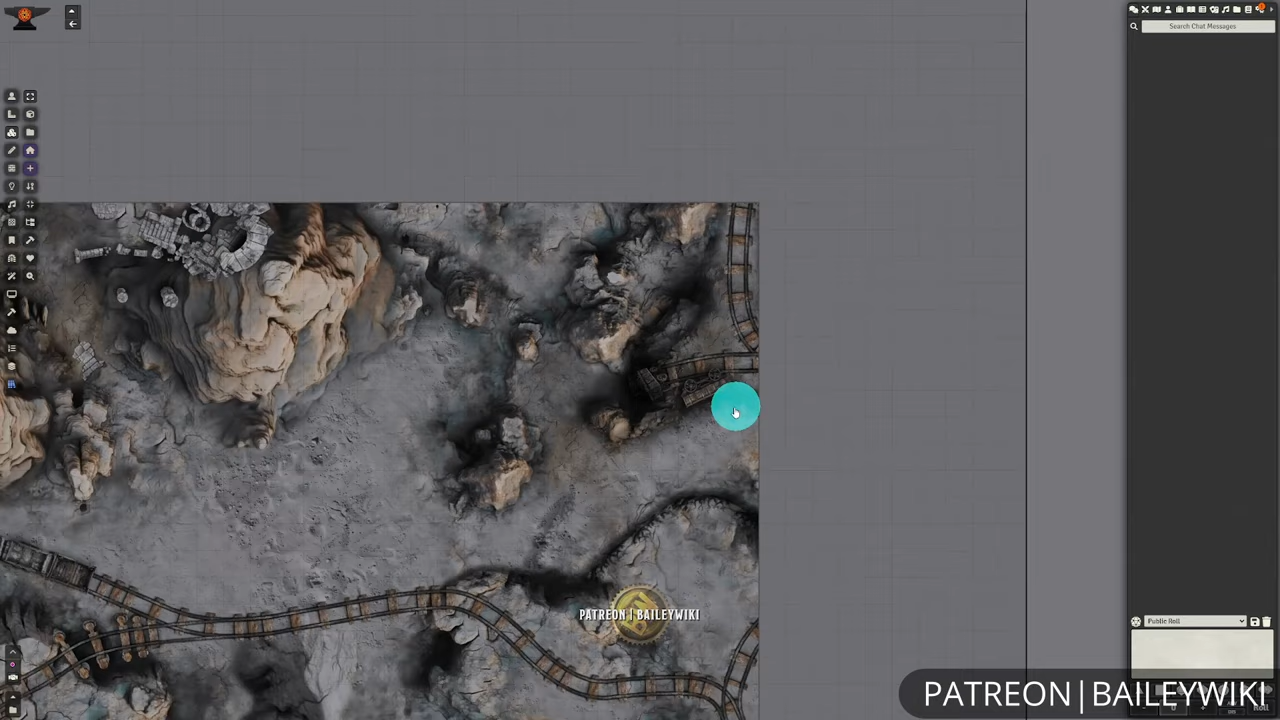 Search Chat Messages
PATREON | BAILEYWIKI
Public Roll
PATREON|BAILEYWIKI